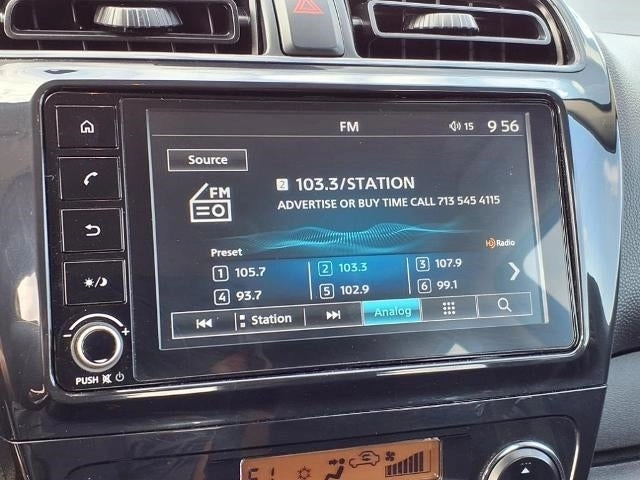 FM
15
9 56
Source
FM
2 103.3/STATION
ADVERTISE OR BUY TIME CALL 713 545 4115
HD Radio
Preset
1 105.7
2 103.3
3 107.9
4 93.7
5 102.9
6 99.1
Station
Analog
- +
PUSH